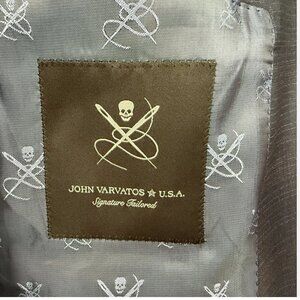 JOHN VARVATOS ★ U.S.A.
Signature Tailored